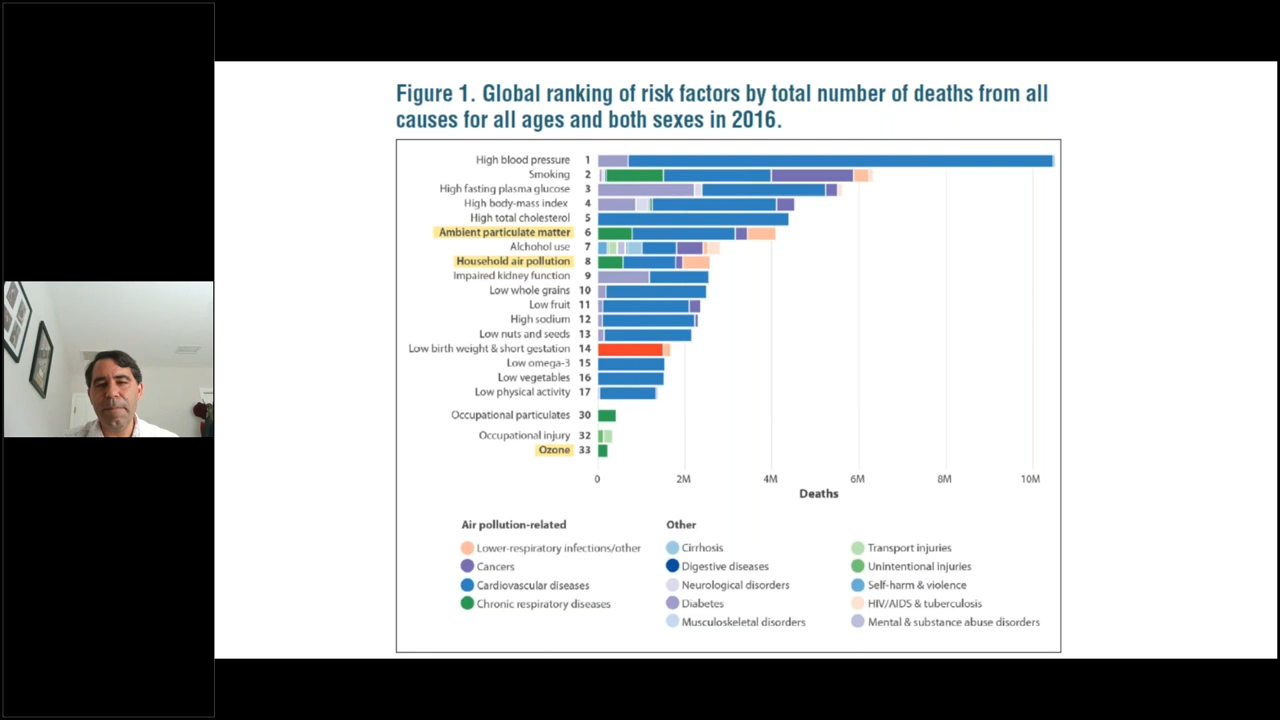 Figure 1. Global ranking of risk factors by total number of deaths from all
causes for all ages and both sexes in 2016.
High blood pressure 1
Smoking 2
High fasting plasma glucose 3
High body-mass index 4
High total cholesterol 5
Ambient particulate matter 6
Alchohol use 7
Household air pollution 8
Impaired kidney function 9
Low whole grains 10
Low fruit 11
High sodium 12
Low nuts and seeds 13
Low birth weight & short gestation 14
Low omega-3 15
Low vegetables 16
Low physical activity 17
Occupational particulates 30
Occupational injury 32
Ozone 33
0 2M 4M 6M 8M 10M
Deaths
Air pollution-related
Lower-respiratory infections/other
Cancers
Cardiovascular diseases
Chronic respiratory diseases
Other
Cirrhosis
Digestive diseases
Neurological disorders
Diabetes
Musculoskeletal disorders
Transport injuries
Unintentional injuries
Self-harm & violence
HIV/AIDS & tuberculosis
Mental & substance abuse disorders